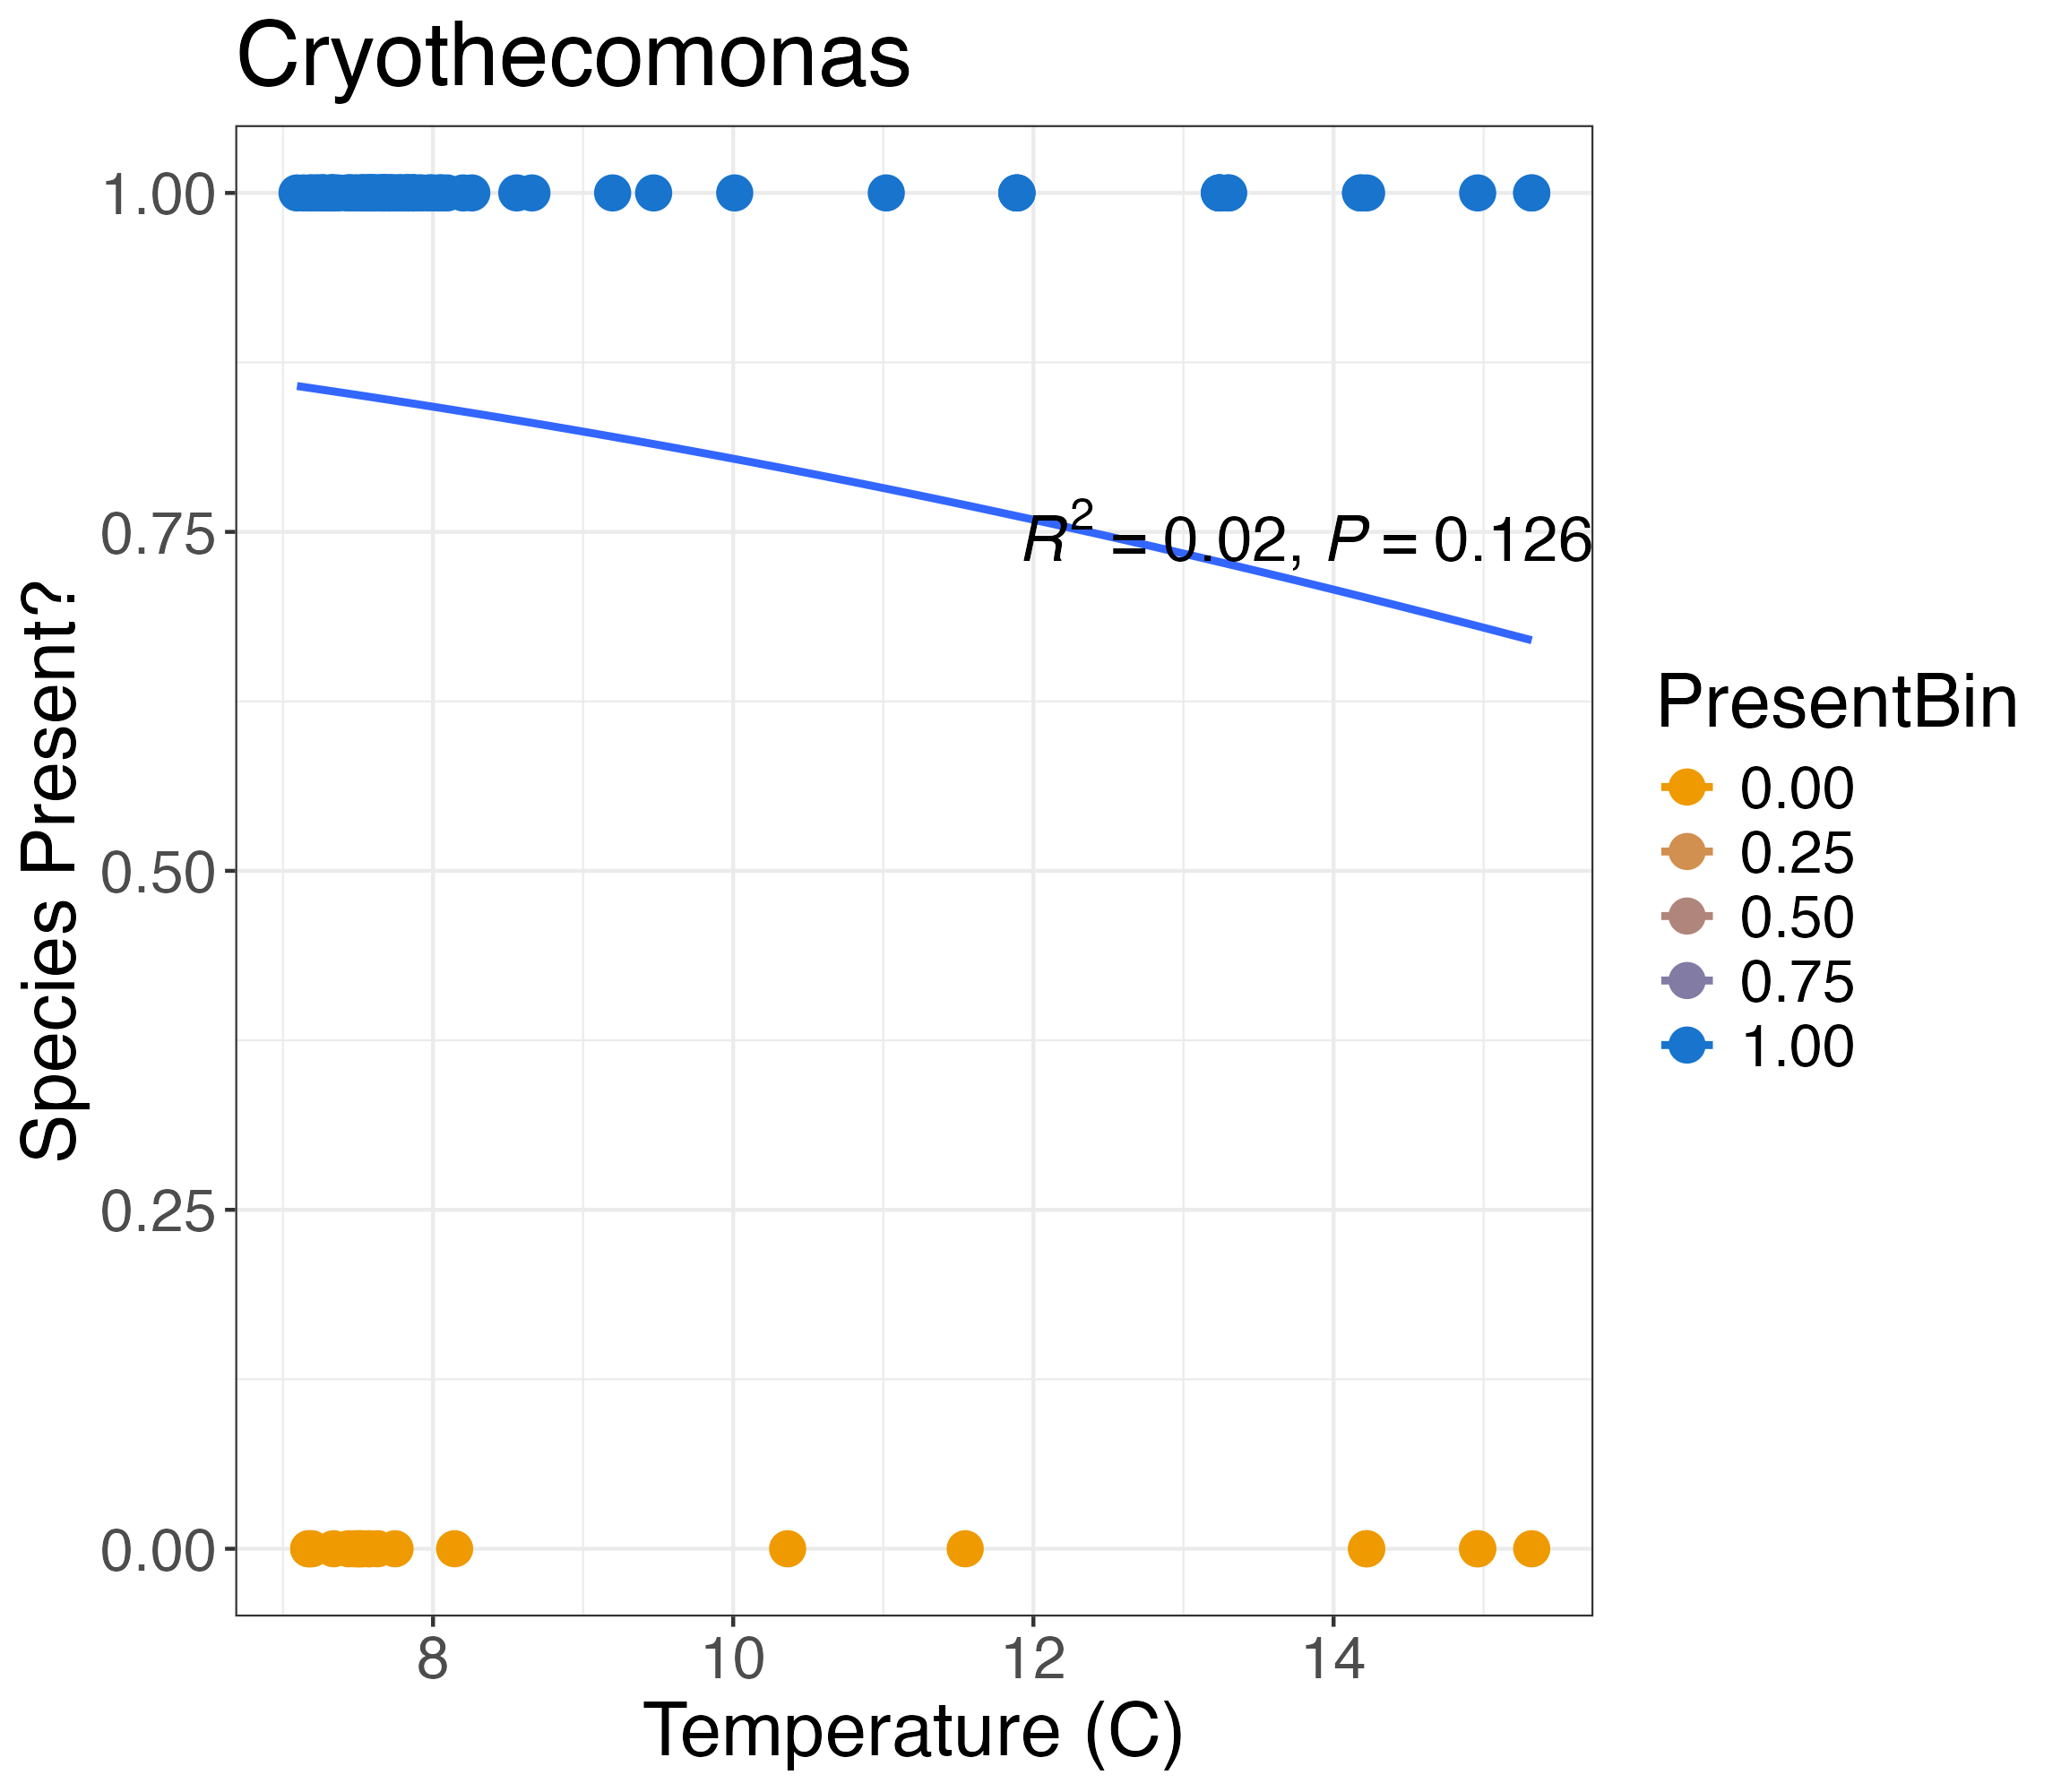 Cryothecomonas
1.00
0.75
0.50
0.25
0.00
Species Present?
R² = 0.02, P = 0.126
8 10 12 14
Temperature (C)
PresentBin
0.00
0.25
0.50
0.75
1.00